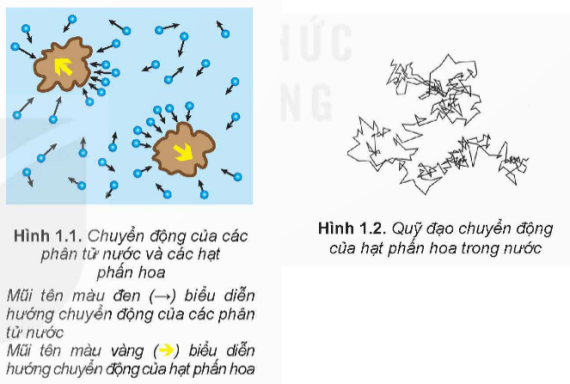 ỨC
NG
Hình 1.1. Chuyển động của các
phân tử nước và các hạt
phấn hoa
Mũi tên màu đen (→) biểu diễn
hướng chuyển động của các phân
tử nước
Mũi tên màu vàng (➔) biểu diễn
hướng chuyển động của hạt phấn hoa
Hình 1.2. Quỹ đạo chuyển động
của hạt phấn hoa trong nước